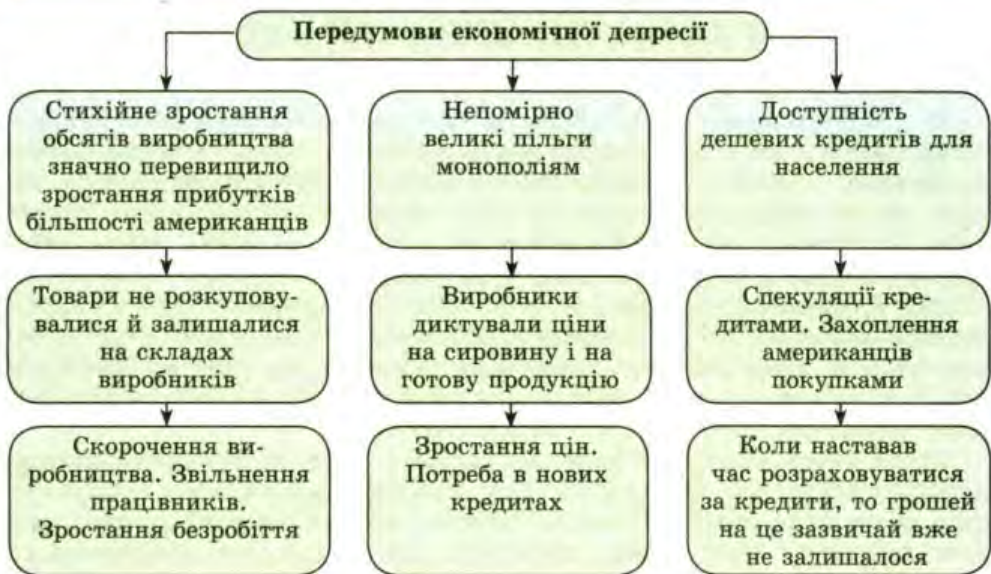 Передумови економічної депресії
Стихійне зростання
обсягів виробництва
значно перевищило
зростання прибутків
більшості американців
Товари не розкупову-
валися й залишалися
на складах
виробників
Скорочення ви-
робництва. Звільнення
працівників.
Зростання безробіття
Непомірно
великі пільги
монополіям
Виробники
диктували ціни
на сировину і на
готову продукцію
Зростання цін.
Потреба в нових
кредитах
Доступність
дешевих кредитів для
населення
Спекуляції кре-
дитами. Захоплення
американців
покупками
Коли наставав
час розраховуватися
за кредити, то грошей
на це зазвичай вже
не залишалося